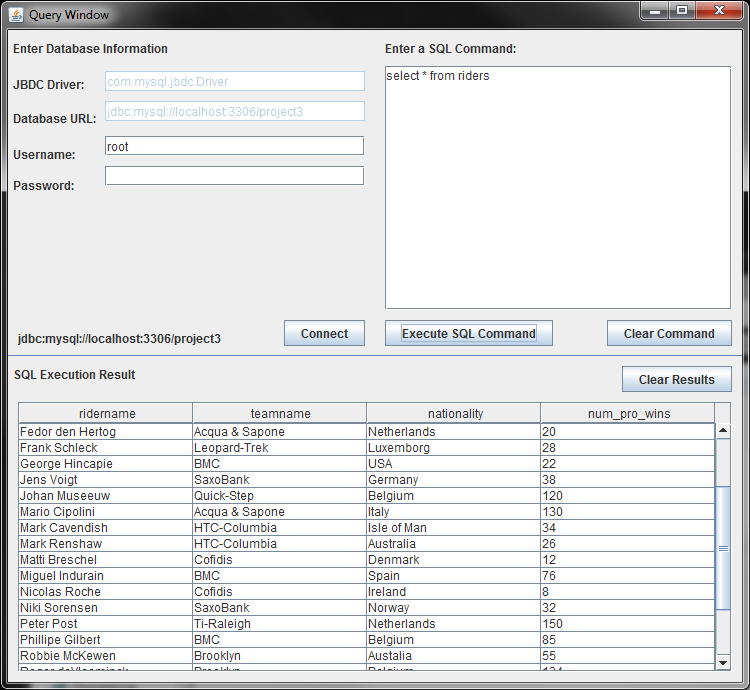 Query Window
Enter Database Information
Enter a SQL Command:
JBDC Driver:
com.mysql.jbdc.Driver
select * from riders
Database URL:
jdbc:mysql://localhost:3306/project3
Username:
root
Password:
jdbc:mysql://localhost:3306/project3
Connect
Execute SQL Command
Clear Command
SQL Execution Result
Clear Results
ridername teamname nationality num_pro_wins
Fedor den Hertog Acqua & Sapone Netherlands 20
Frank Schleck Leopard-Trek Luxemborg 28
George Hincapie BMC USA 22
Jens Voigt SaxoBank Germany 38
Johan Museeuw Quick-Step Belgium 120
Mario Cipolini Acqua & Sapone Italy 130
Mark Cavendish HTC-Columbia Isle of Man 34
Mark Renshaw HTC-Columbia Australia 26
Matti Breschel Cofidis Denmark 12
Miguel Indurain BMC Spain 76
Nicolas Roche Cofidis Ireland 8
Niki Sorensen SaxoBank Norway 32
Peter Post Ti-Raleigh Netherlands 150
Phillipe Gilbert BMC Belgium 85
Robbie McKewen Brooklyn Austalia 55